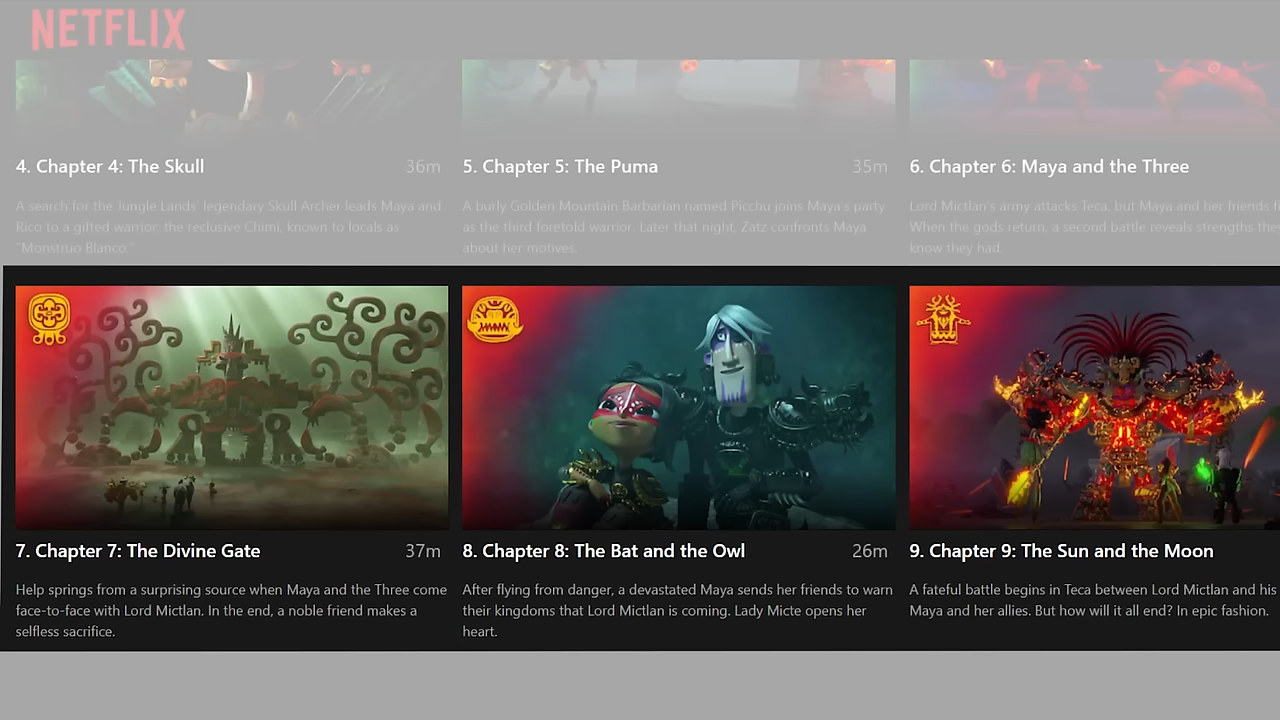 NETFLIX
4. Chapter 4: The Skull 36m
5. Chapter 5: The Puma 35m
6. Chapter 6: Maya and the Three
A search for the Jungle Lands' legendary Skull Archer leads Maya and
Rico to a gifted warrior: the reclusive Chimi, known to locals as
"Monstruo Blanco."
A burly Golden Mountain Barbarian named Picchu joins Maya's party
as the third foretold warrior. Later that night, Zatz confronts Maya
about her motives.
Lord Mictlan's army attacks Teca, but Maya and her friends
When the gods return, a second battle reveals strengths
know they had.
7. Chapter 7: The Divine Gate 37m
8. Chapter 8: The Bat and the Owl 26m
9. Chapter 9: The Sun and the Moon
Help springs from a surprising source when Maya and the Three come
face-to-face with Lord Mictlan. In the end, a noble friend makes a
selfless sacrifice.
After flying from danger, a devastated Maya sends her friends to warn
their kingdoms that Lord Mictlan is coming. Lady Micte opens her
heart.
A fateful battle begins in Teca between Lord Mictlan and his
Maya and her allies. But how will it all end? In epic fashion.